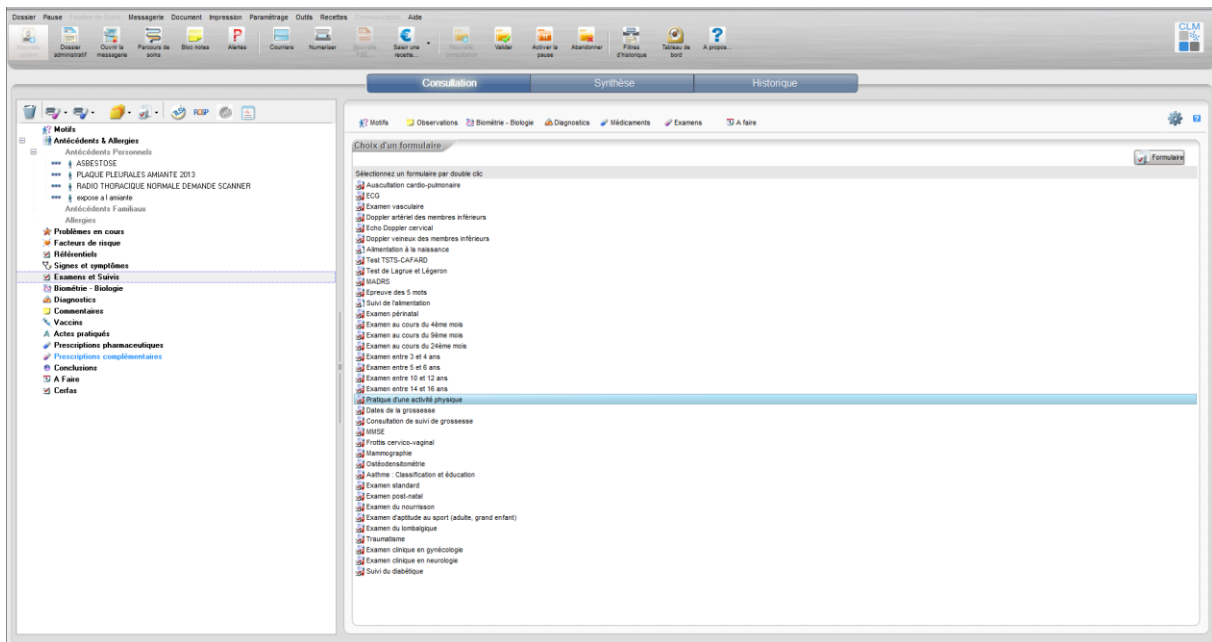 Dossier Pause Messagerie Document Impression Paramétrage Outils Recettes Aide
CLM
Dossier administratif
Ouvrir la messagerie
Parcours de soins
Bloc notes
Alertes
Courriers
Numeriser
Saisir une recette...
Valider
Activer la pause
Abandonner
Filtres d'historique
Tableau de bord
A propos...
Consultation Synthèse Historique
RCSP
Motifs
Antécédents & Allergies
Antécédents Personnels
ASBESTOSE
PLAQUE PLEURALES AMIANTE 2013
RADIO THORACIQUE NORMALE DEMANDE SCANNER
expose a l amiante
Antécédents Familiaux
Allergies
Problèmes en cours
Facteurs de risque
Référentiels
Signes et symptômes
Examens et Suivis
Biométrie - Biologie
Diagnostics
Commentaires
Vaccins
Actes pratiqués
Prescriptions pharmaceutiques
Prescriptions complémentaires
Conclusions
A Faire
Cerfas
Motifs Observations Biométrie - Biologie Diagnostics Médicaments Examens A faire
Choix d'un formulaire
Formulaire
Sélectionnez un formulaire par double clic
Auscultation cardio-pulmonaire
ECG
Examen vasculaire
Doppler artériel des membres inférieurs
Echo Doppler cervical
Doppler veineux des membres inférieurs
Alimentation à la naissance
Test TSTS-CAFARD
Test de Lagrue et Légeron
MADRS
Epreuve des 5 mots
Suivi de l'alimentation
Examen périnatal
Examen au cours du 4ème mois
Examen au cours du 9ème mois
Examen au cours du 24ème mois
Examen entre 3 et 4 ans
Examen entre 5 et 6 ans
Examen entre 10 et 12 ans
Examen entre 14 et 16 ans
Pratique d'une activité physique
Dates de la grossesse
Consultation de suivi de grossesse
MMSE
Frottis cervico-vaginal
Mammographie
Ostéodensitométrie
Asthme : Classification et éducation
Examen standard
Examen post-natal
Examen du nourrisson
Examen d'aptitude au sport (adulte, grand enfant)
Examen du lombalgique
Traumatisme
Examen clinique en gynécologie
Examen clinique en neurologie
Suivi du diabétique